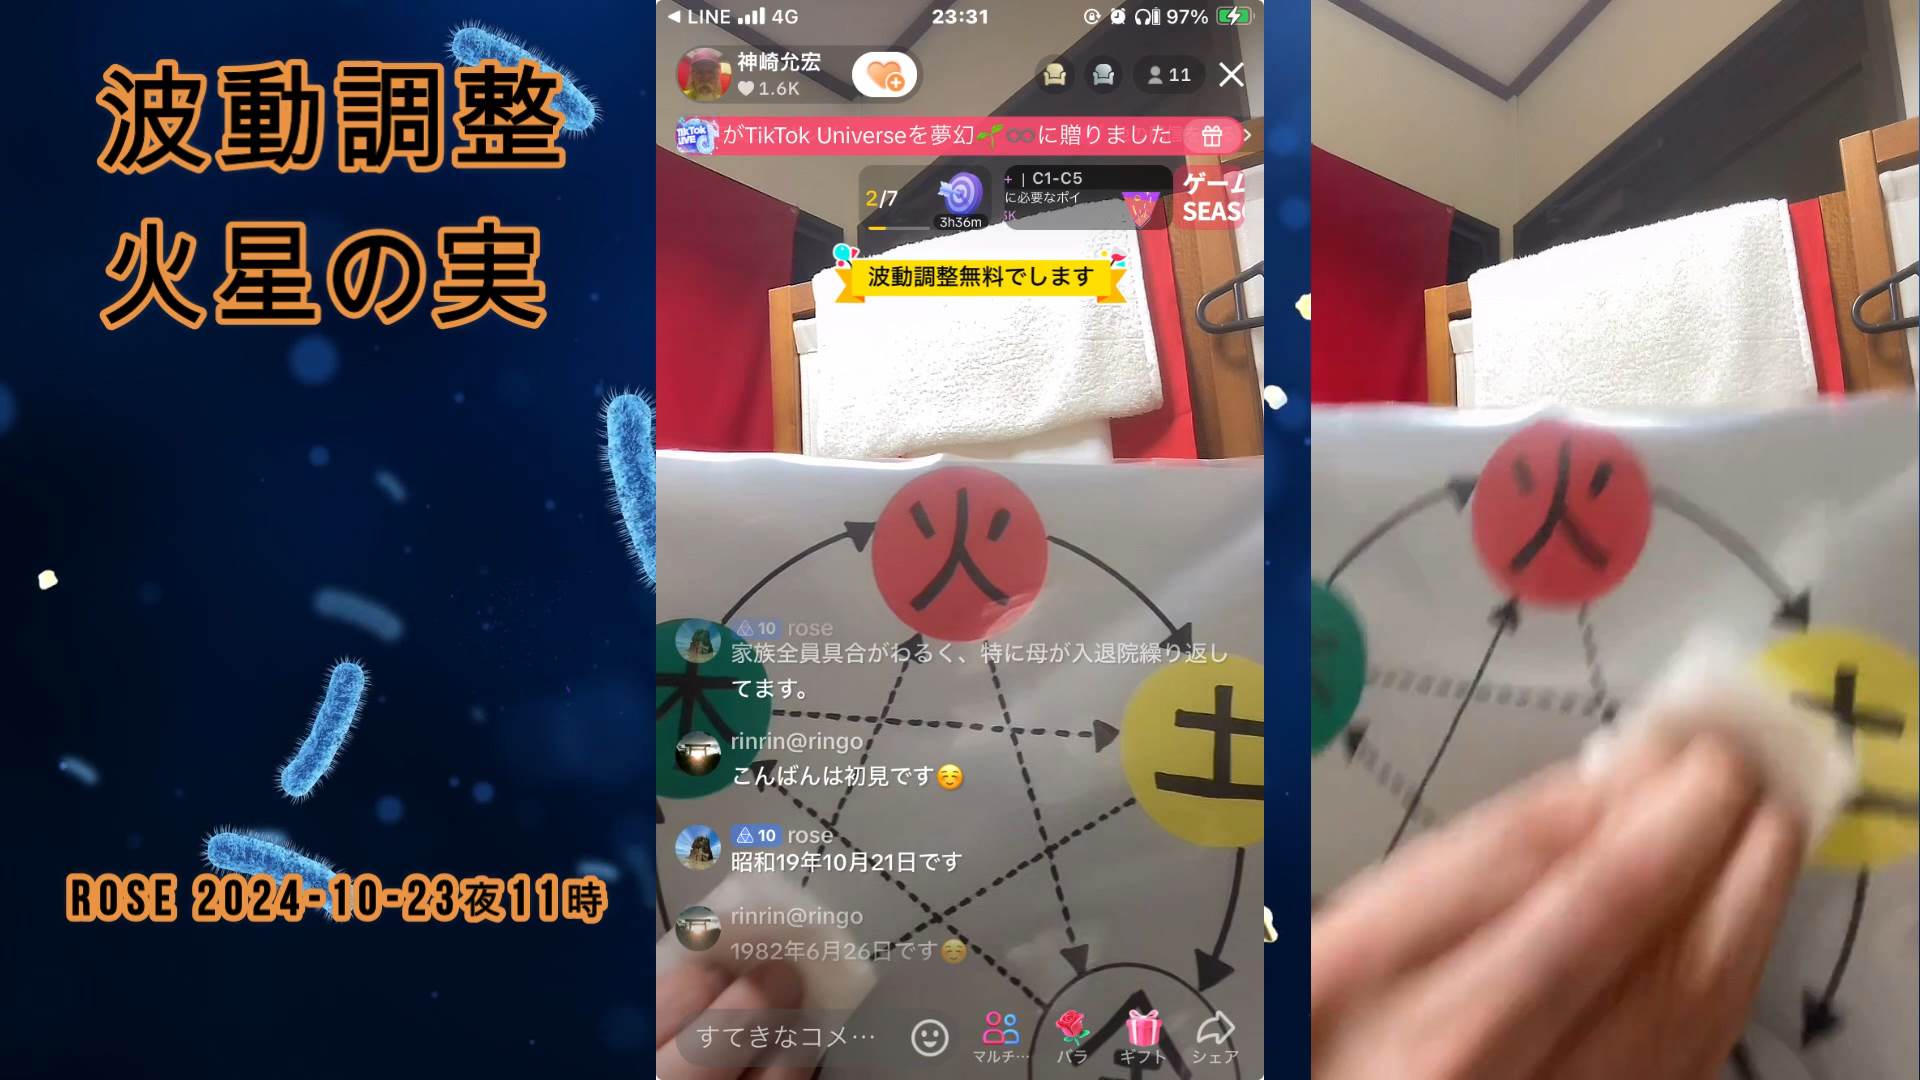 波動調整
火星の実
ROSE 2024-10-23夜11時
LINE 4G 23:31 97%
神崎允宏
1.6K
11
TikTok LIVE がTikTok Universeを夢幻🌱♾に贈りました
2/7
3h36m
+ | C1-C5
に必要なポイ
ゲーム
SEAS
波動調整無料でします
火
木
土
金
10 rose
家族全員具合がわるく、特に母が入退院繰り返し
てます。
rinrin@ringo
こんばんは初見です☺️
10 rose
昭和19年10月21日です
rinrin@ringo
1982年6月26日です☺️
すてきなコメ…
マルチ…
バラ
ギフト
シェア
火
土